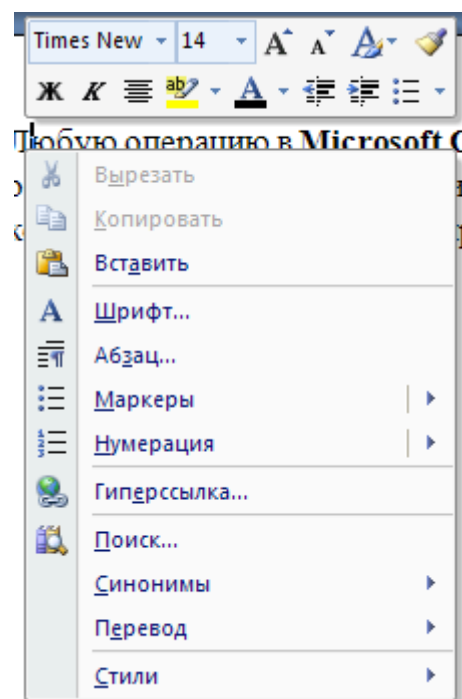 Times New 14
Ж К
Любую операцию в Microsoft
Вырезать
Копировать
Вставить
Шрифт...
Абзац...
Маркеры
Нумерация
Гиперссылка...
Поиск...
Синонимы
Перевод
Стили